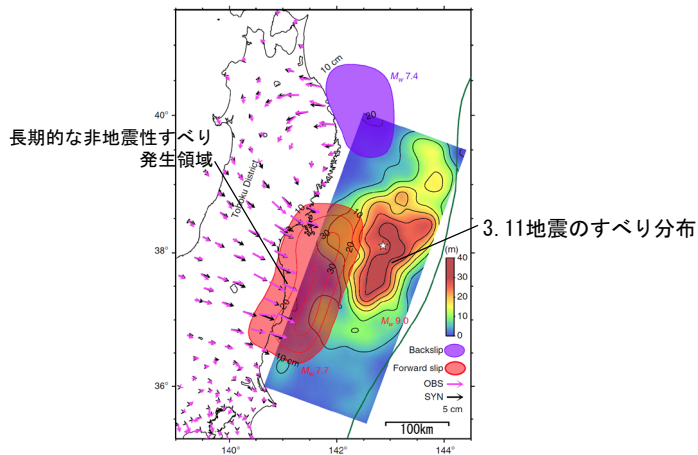 10 cm
Mw 7.4
40°
20
長期的な非地震性すべり
発生領域
Tohoku District
10
10
30
20
3.11地震のすべり分布
38°
30
(m)
40
30
20
10
0
20
Mw 9.0
Backslip
10 cm
Mw 7.7
Forward slip
OBS
SYN
5 cm
36°
100km
140°
142°
144°